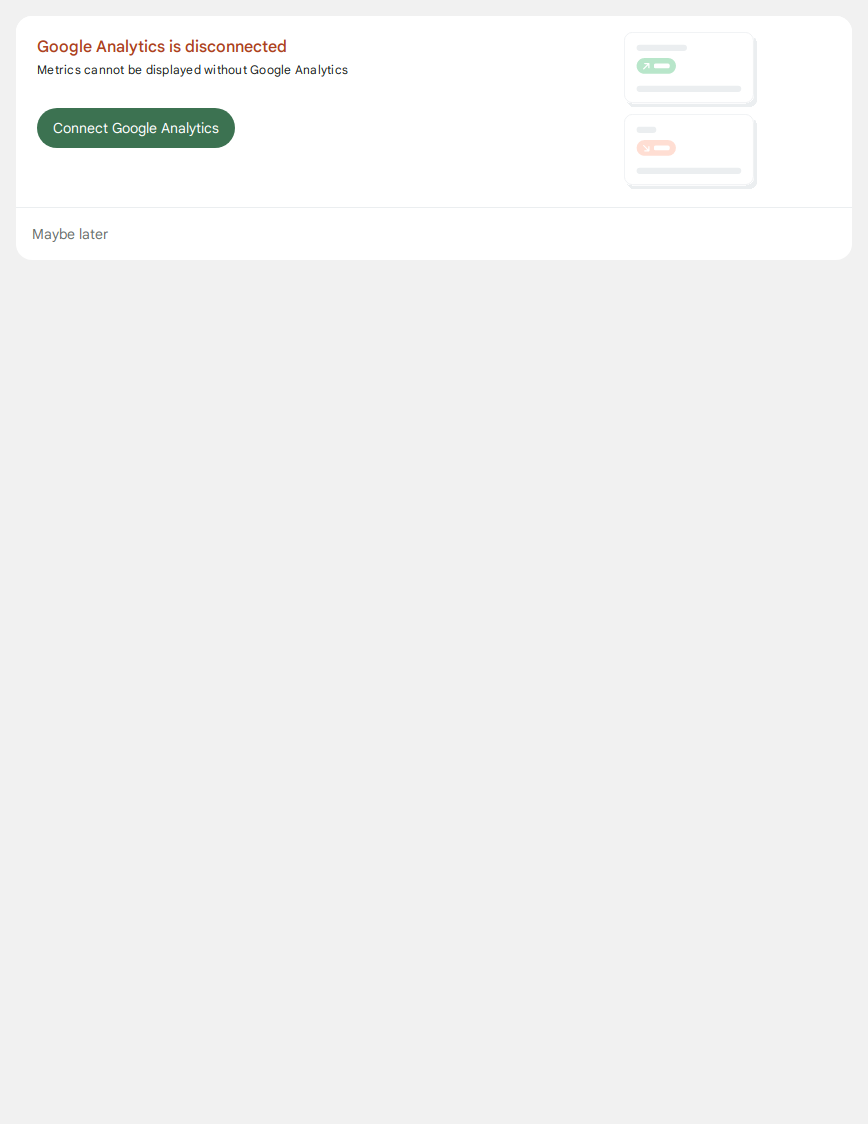 Google Analytics is disconnected
Metrics cannot be displayed without Google Analytics
Connect Google Analytics
Maybe later